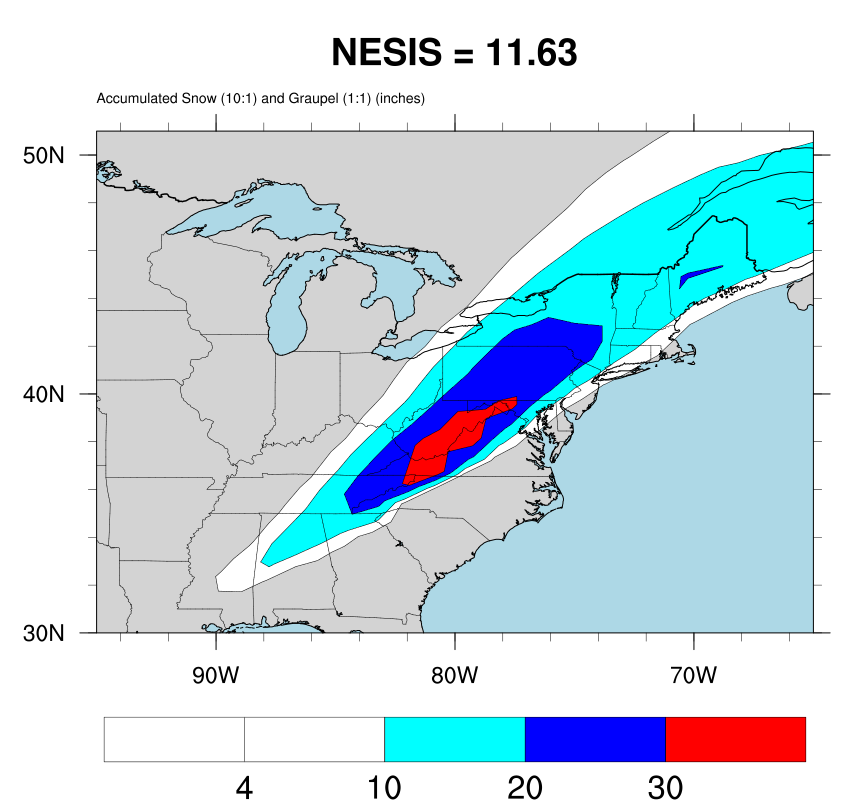 NESIS = 11.63
Accumulated Snow (10:1) and Graupel (1:1) (inches)
50N
40N
30N
90W 80W 70W
4 10 20 30